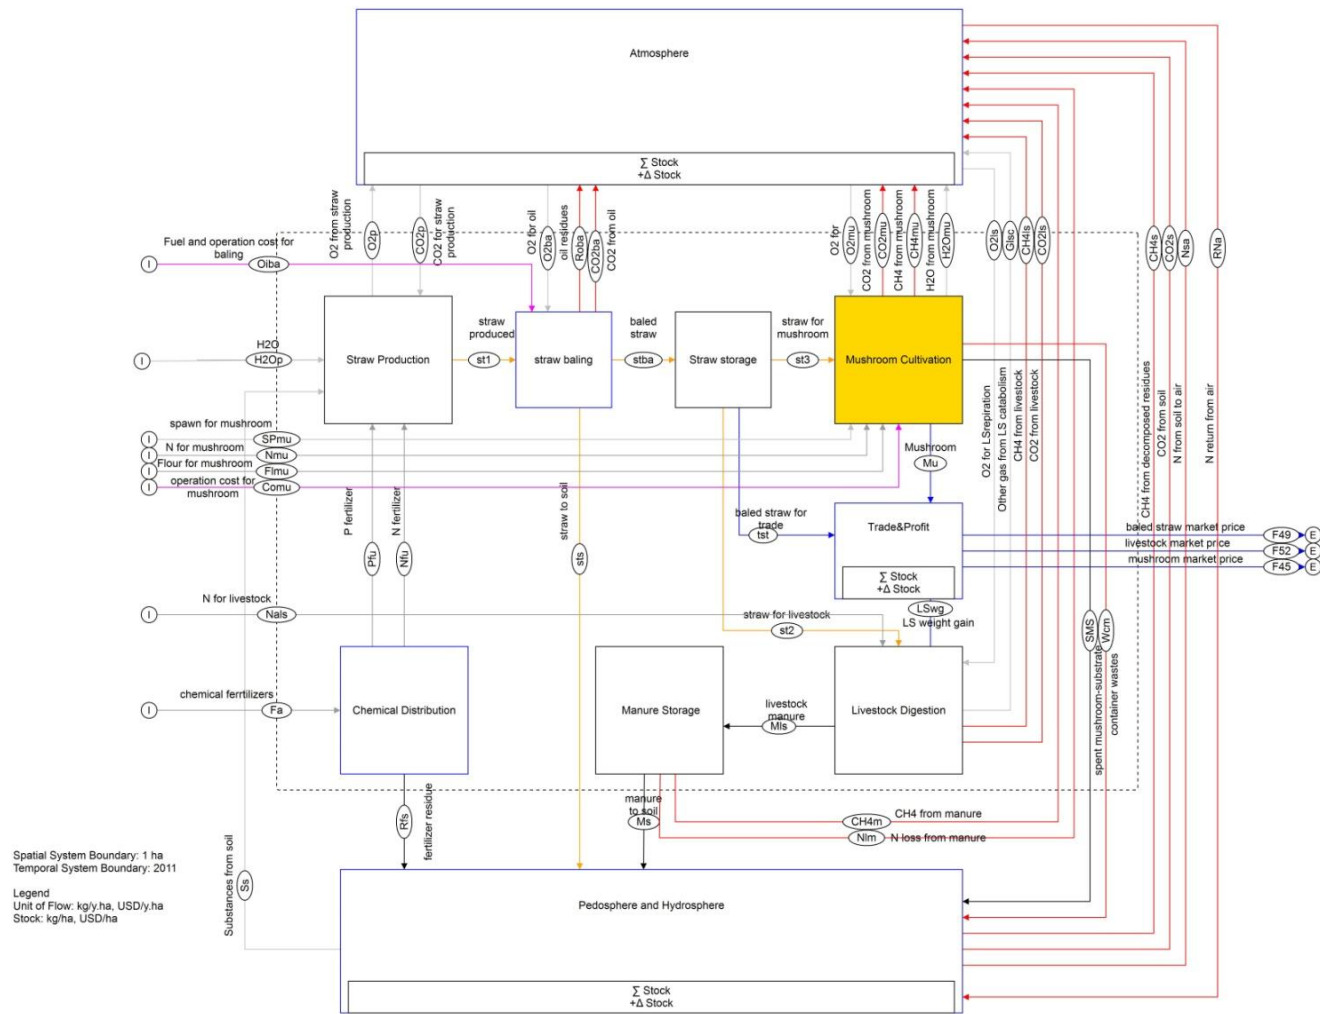 Atmosphere
∑ Stock
+Δ Stock
O2 from straw
production
O2p
CO2p
CO2 for straw
production
O2 for oil
O2ba
oil residues
Roba
CO2ba
CO2 from oil
O2 for
O2mu
CO2 from mushroom
CO2mu
CH4 from mushroom
CH4mu
H2O from mushroom
H2Omu
O2ls
Glsc
CH4ls
CO2ls
CH4s
CO2s
Nsa
RNa
Fuel and operation cost for
baling
I
Oiba
H2O
I
H2Op
Straw Production
straw
produced
st1
straw baling
baled
straw
stba
Straw storage
straw for
mushroom
st3
Mushroom Cultivation
O2 for LSrepiration
Other gas from LS catabolism
CH4 from livestock
CO2 from livestock
CH4 from decomposed residues
CO2 from soil
N from soil to air
N return from air
spawn for mushroom
I
SPmu
N for mushroom
I
Nmu
Flour for mushroom
I
Flmu
operation cost for
mushroom
I
Comu
Mushroom
Mu
P fertilizer
Pfu
N fertilizer
Nfu
straw to soil
sts
baled straw for
trade
tst
Trade&Profit
∑ Stock
+Δ Stock
baled straw market price
F49
E
livestock market price
F52
E
mushroom market price
F45
E
N for livestock
I
Nals
straw for livestock
st2
LSwg
LS weight gain
SMS
Wcm
spent mushroom-substrate
container wastes
chemical ferrtilizers
I
Fa
Chemical Distribution
Manure Storage
livestock
manure
Mls
Livestock Digestion
Rfs
fertilizer residue
manure
to soil
Ms
CH4m
CH4 from manure
Nlm
N loss from manure
Spatial System Boundary: 1 ha
Temporal System Boundary: 2011
Legend
Unit of Flow: kg/y.ha, USD/y.ha
Stock: kg/ha, USD/ha
Substances from soil
Ss
Pedosphere and Hydrosphere
∑ Stock
+Δ Stock